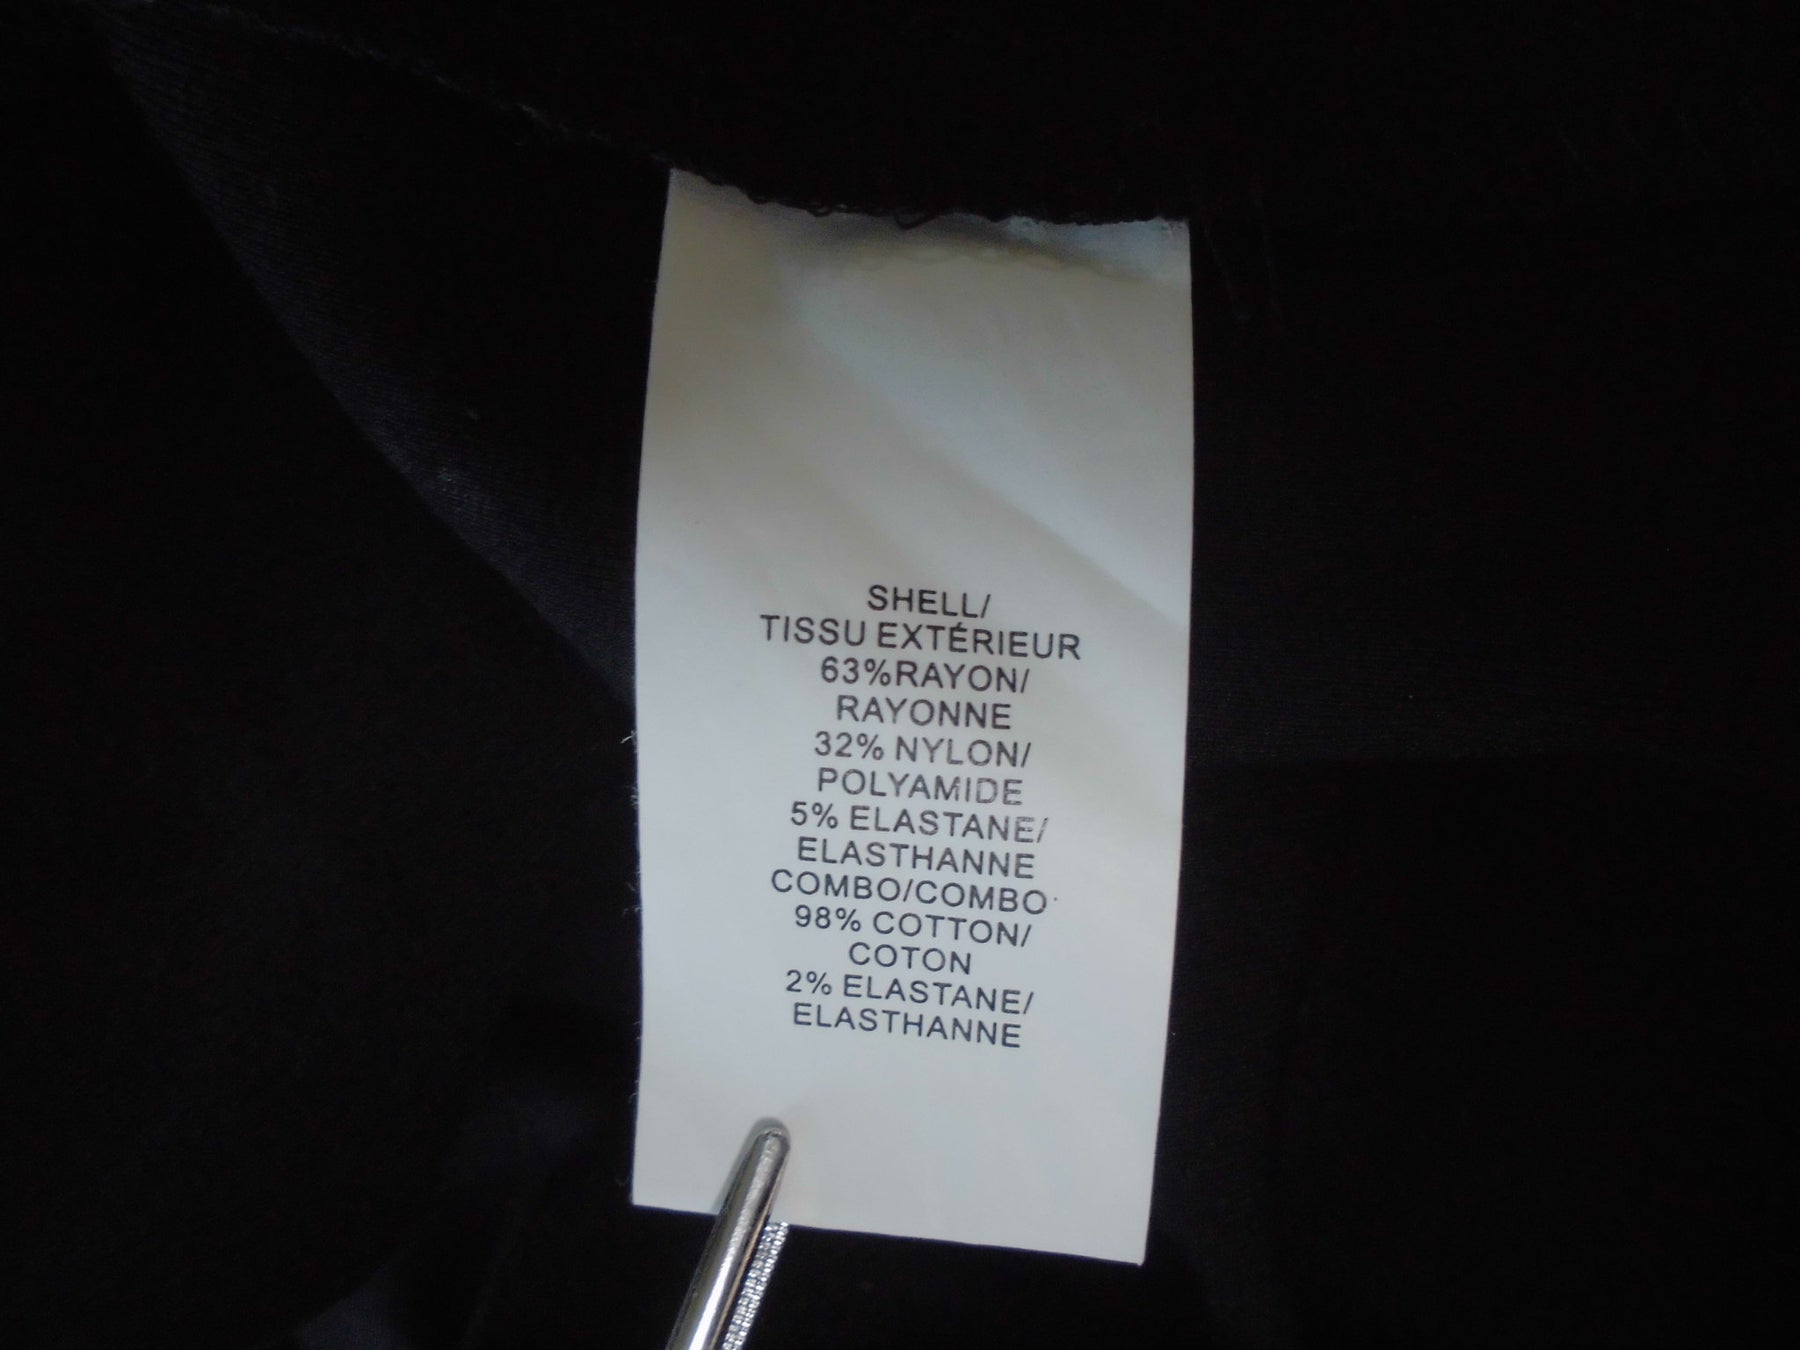 SHELL/
TISSU EXTÉRIEUR
63%RAYON/
RAYONNE
32% NYLON/
POLYAMIDE
5% ELASTANE/
ELASTHANNE
COMBO/COMBO
98% COTTON/
COTON
2% ELASTANE/
ELASTHANNE